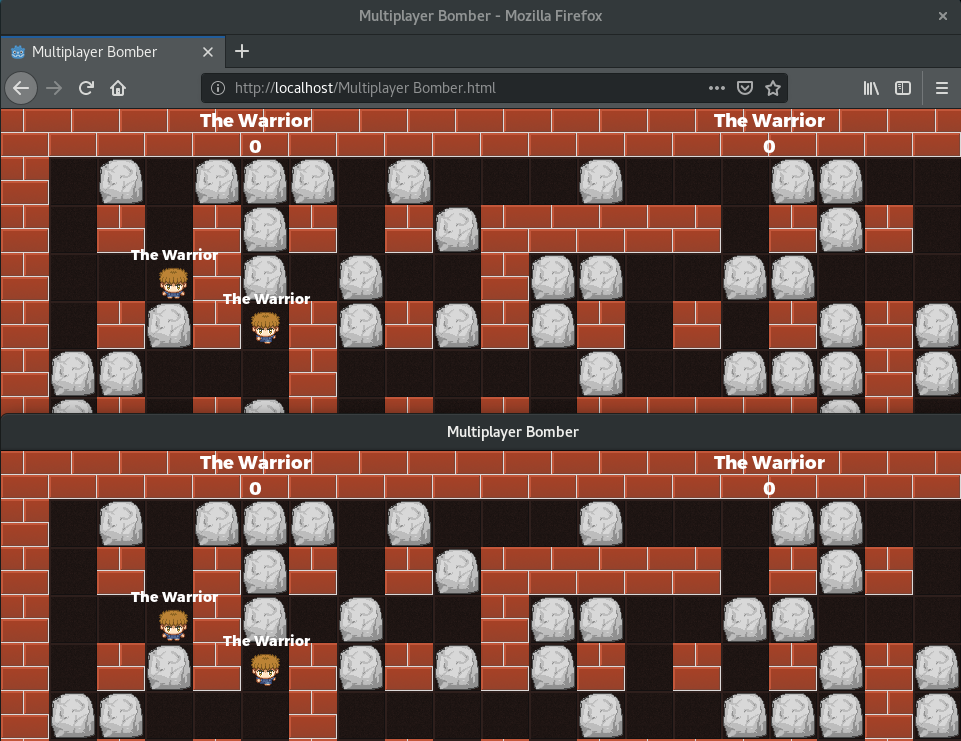 Multiplayer Bomber - Mozilla Firefox
Multiplayer Bomber
http://localhost/Multiplayer Bomber.html
The Warrior The Warrior
0 0
The Warrior
The Warrior
Multiplayer Bomber
The Warrior The Warrior
0 0
The Warrior
The Warrior